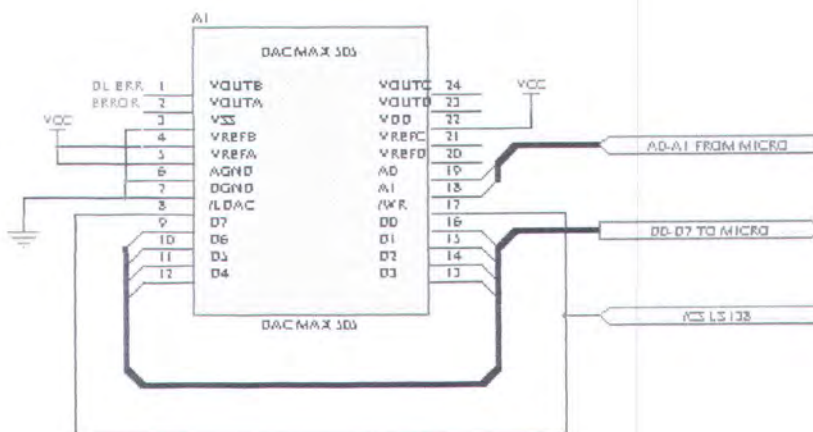 A1
DACMAX 505
DL ERR 1 VOUTB VOUTC 24 VCC
ERROR 2 VOUTA VOUTD 23
VCC 3 VSS VDD 22
4 VREFB VREFC 21
5 VREFA VREFD 20
6 AGND A0 19 A0-A1 FROM MICRO
7 DGND A1 18
8 /LDAC /WR 17
9 D7 D0 16 D0-D7 TO MICRO
10 D6 D1 15
11 D5 D2 14
12 D4 D3 13
/CS LS138
DACMAX 505